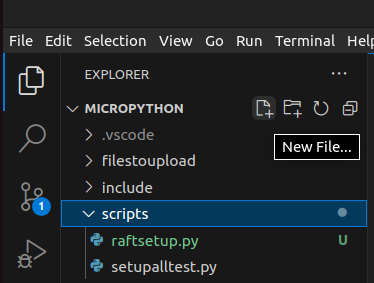 File Edit Selection View Go Run Terminal Help
EXPLORER
MICROPYTHON
New File...
.vscode
filestoupload
include
scripts
1
raftsetup.py U
setupalltest.py